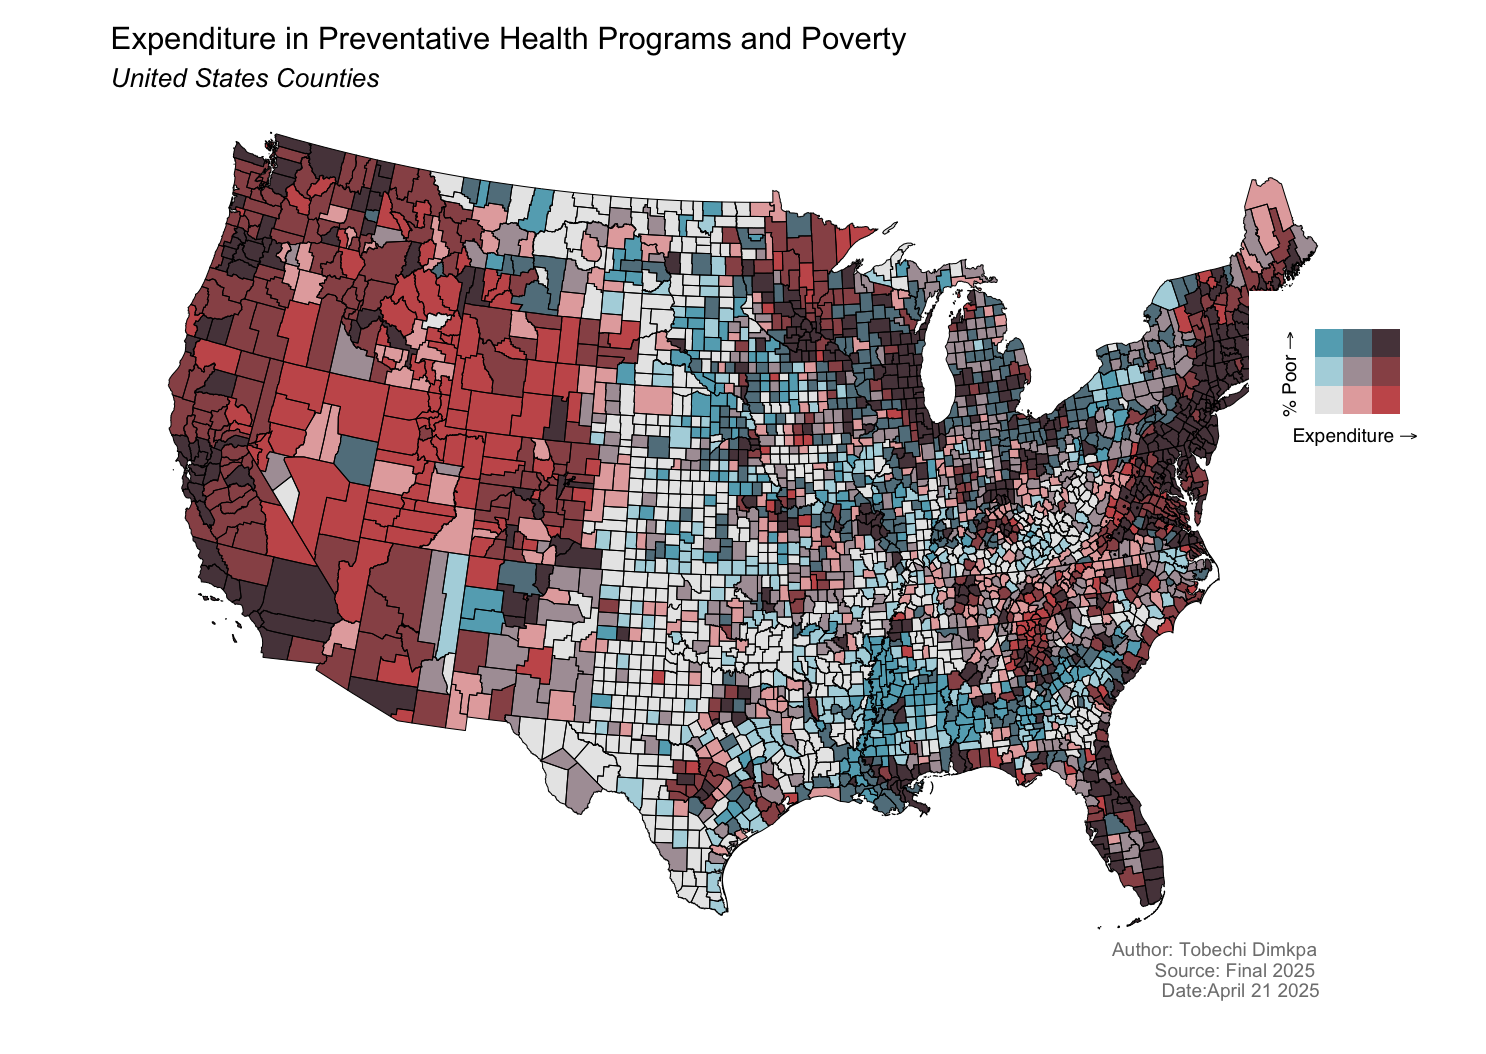 Expenditure in Preventative Health Programs and Poverty
United States Counties
% Poor →
Expenditure →
Author: Tobechi Dimkpa
Source: Final 2025
Date:April 21 2025